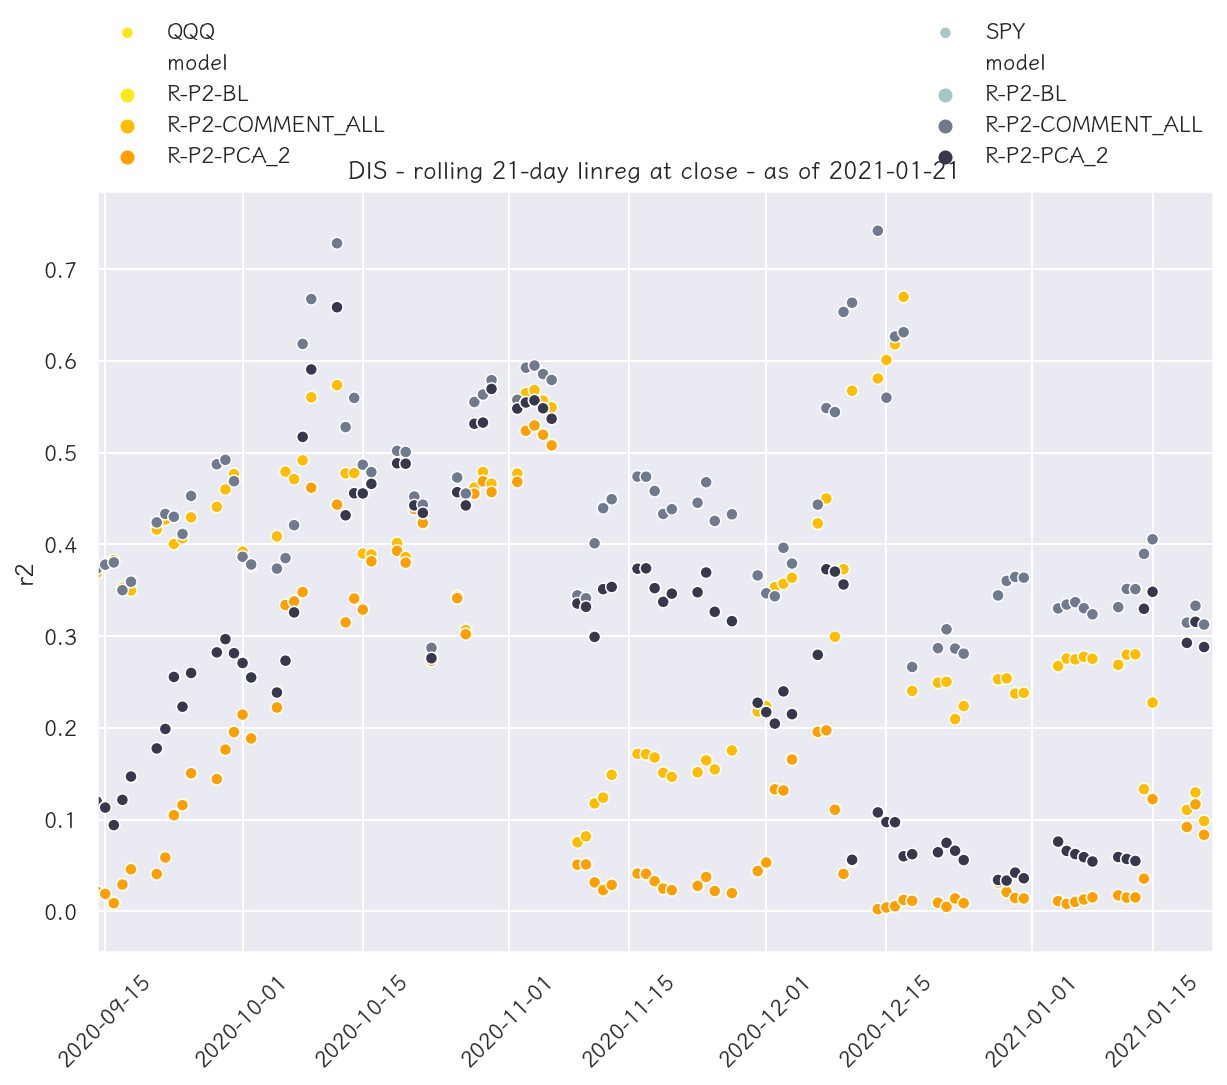 QQQ
model
R-P2-BL
R-P2-COMMENT_ALL
R-P2-PCA_2
SPY
model
R-P2-BL
R-P2-COMMENT_ALL
R-P2-PCA_2
DIS - rolling 21-day linreg at close - as of 2021-01-21
r2
0.7
0.6
0.5
0.4
0.3
0.2
0.1
0.0
2020-09-15
2020-10-01
2020-10-15
2020-11-01
2020-11-15
2020-12-01
2020-12-15
2021-01-01
2021-01-15